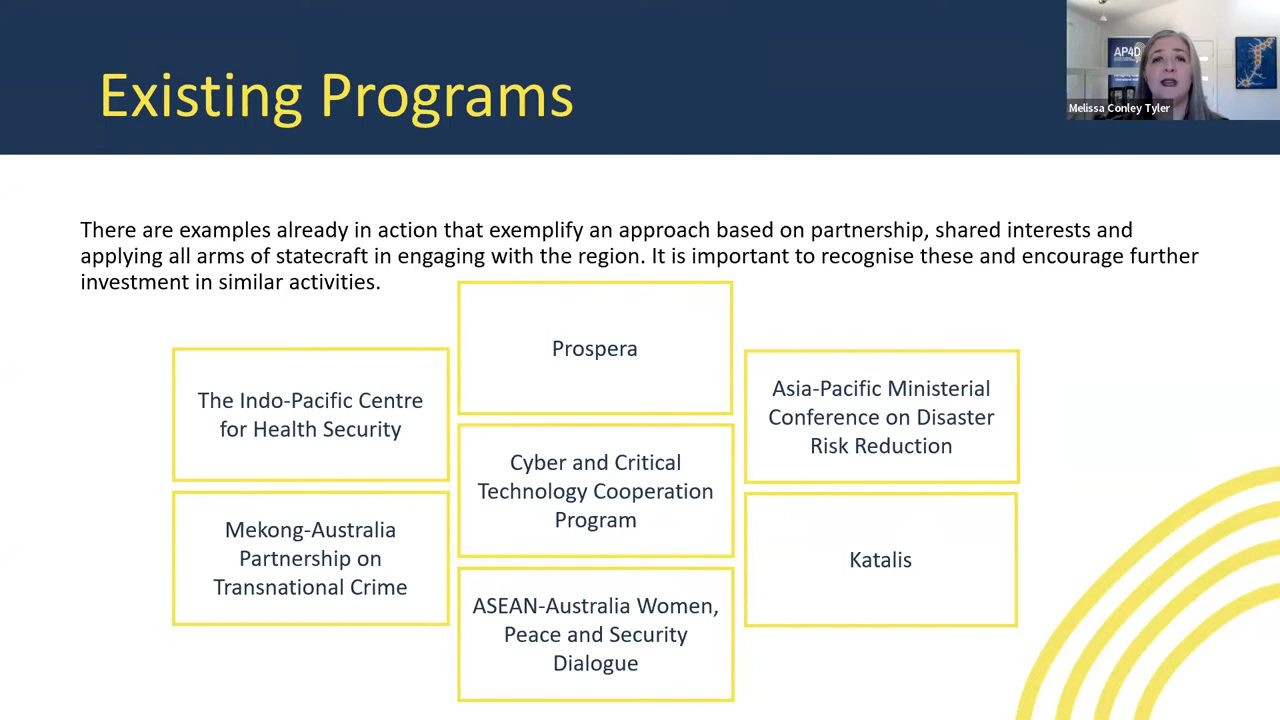 Existing Programs
AP4D
Melissa Conley Tyler
There are examples already in action that exemplify an approach based on partnership, shared interests and
applying all arms of statecraft in engaging with the region. It is important to recognise these and encourage further
investment in similar activities.
Prospera
The Indo-Pacific Centre
for Health Security
Asia-Pacific Ministerial
Conference on Disaster
Risk Reduction
Cyber and Critical
Technology Cooperation
Program
Mekong-Australia
Partnership on
Transnational Crime
Katalis
ASEAN-Australia Women,
Peace and Security
Dialogue